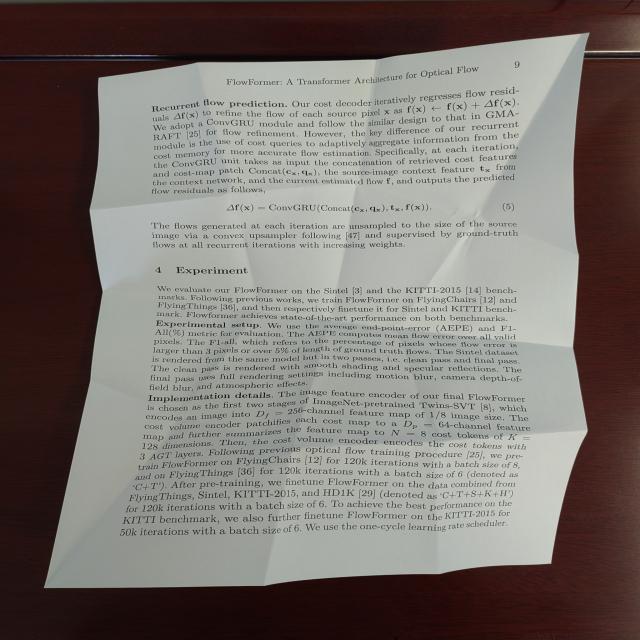 FlowFormer: A Transformer Architecture for Optical Flow 9
Recurrent flow prediction. Our cost decoder iteratively regresses flow resid-
uals Δf(x) to refine the flow of each source pixel x as f(x) ← f(x) + Δf(x).
We adopt a ConvGRU module and follow the similar design to that in GMA-
RAFT [25] for flow refinement. However, the key difference of our recurrent
module is the use of cost queries to adaptively aggregate information from the
cost memory for more accurate flow estimation. Specifically, at each iteration,
the ConvGRU unit takes as input the concatenation of retrieved cost features
and cost-map patch Concat(cₓ, qₓ), the source-image context feature tₓ from
the context network, and the current estimated flow f, and outputs the predicted
flow residuals as follows,
Δf(x) = ConvGRU(Concat(cₓ, qₓ), tₓ, f(x)). (5)
The flows generated at each iteration are unsampled to the size of the source
image via a convex upsampler following [47] and supervised by ground-truth
flows at all recurrent iterations with increasing weights.
4 Experiment
We evaluate our FlowFormer on the Sintel [3] and the KITTI-2015 [14] bench-
marks. Following previous works, we train FlowFormer on FlyingChairs [12] and
FlyingThings [36], and then respectively finetune it for Sintel and KITTI bench-
mark. Flowformer achieves state-of-the-art performance on both benchmarks.
Experimental setup. We use the average end-point-error (AEPE) and F1-
All(%) metric for evaluation. The AEPE computes mean flow error over all valid
pixels. The F1-all, which refers to the percentage of pixels whose flow error is
larger than 3 pixels or over 5% of length of ground truth flows. The Sintel dataset
is rendered from the same model but in two passes, i.e. clean pass and final pass.
The clean pass is rendered with smooth shading and specular reflections. The
final pass uses full rendering settings including motion blur, camera depth-of-
field blur, and atmospheric effects.
Implementation details. The image feature encoder of our final FlowFormer
is chosen as the first two stages of ImageNet-pretrained Twins-SVT [8], which
encodes an image into D_f = 256-channel feature map of 1/8 image size. The
cost volume encoder patchifies each cost map to a D_p = 64-channel feature
map and further summarizes the feature map to N = 8 cost tokens of K =
128 dimensions. Then, the cost volume encoder encodes the cost tokens with
3 AGT layers. Following previous optical flow training procedure [25], we pre-
train FlowFormer on FlyingChairs [12] for 120k iterations with a batch size of 8,
and on FlyingThings [36] for 120k iterations with a batch size of 6 (denoted as
‘C+T’). After pre-training, we finetune FlowFormer on the data combined from
FlyingThings, Sintel, KITTI-2015, and HD1K [29] (denoted as ‘C+T+S+K+H’)
for 120k iterations with a batch size of 6. To achieve the best performance on the
KITTI benchmark, we also further finetune FlowFormer on the KITTI-2015 for
50k iterations with a batch size of 6. We use the one-cycle learning rate scheduler.